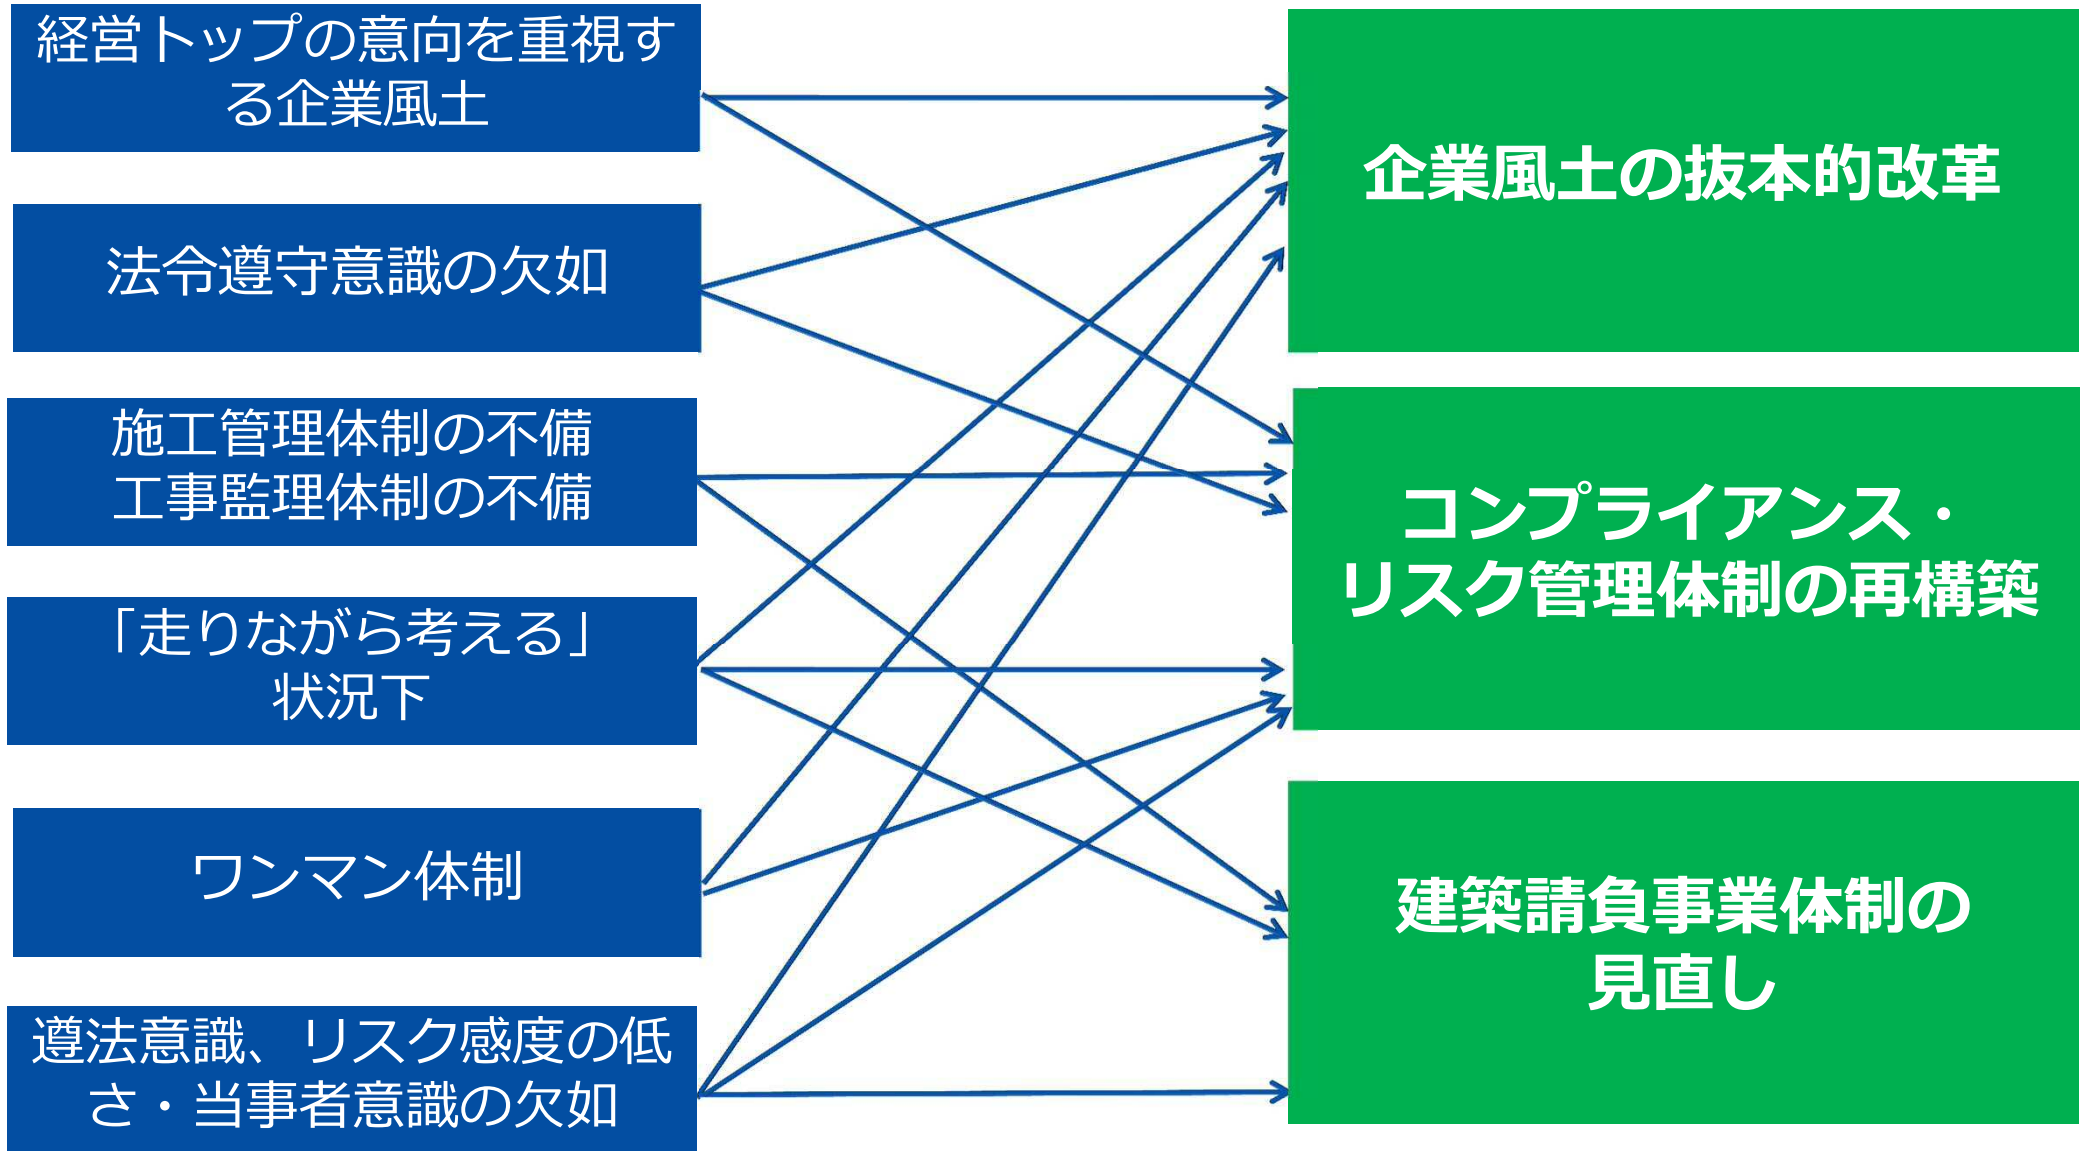 経営トップの意向を重視す
る企業風土
法令遵守意識の欠如
施工管理体制の不備
工事監理体制の不備
「走りながら考える」
状況下
ワンマン体制
遵法意識、リスク感度の低
さ・当事者意識の欠如
企業風土の抜本的改革
コンプライアンス・
リスク管理体制の再構築
建築請負事業体制の
見直し